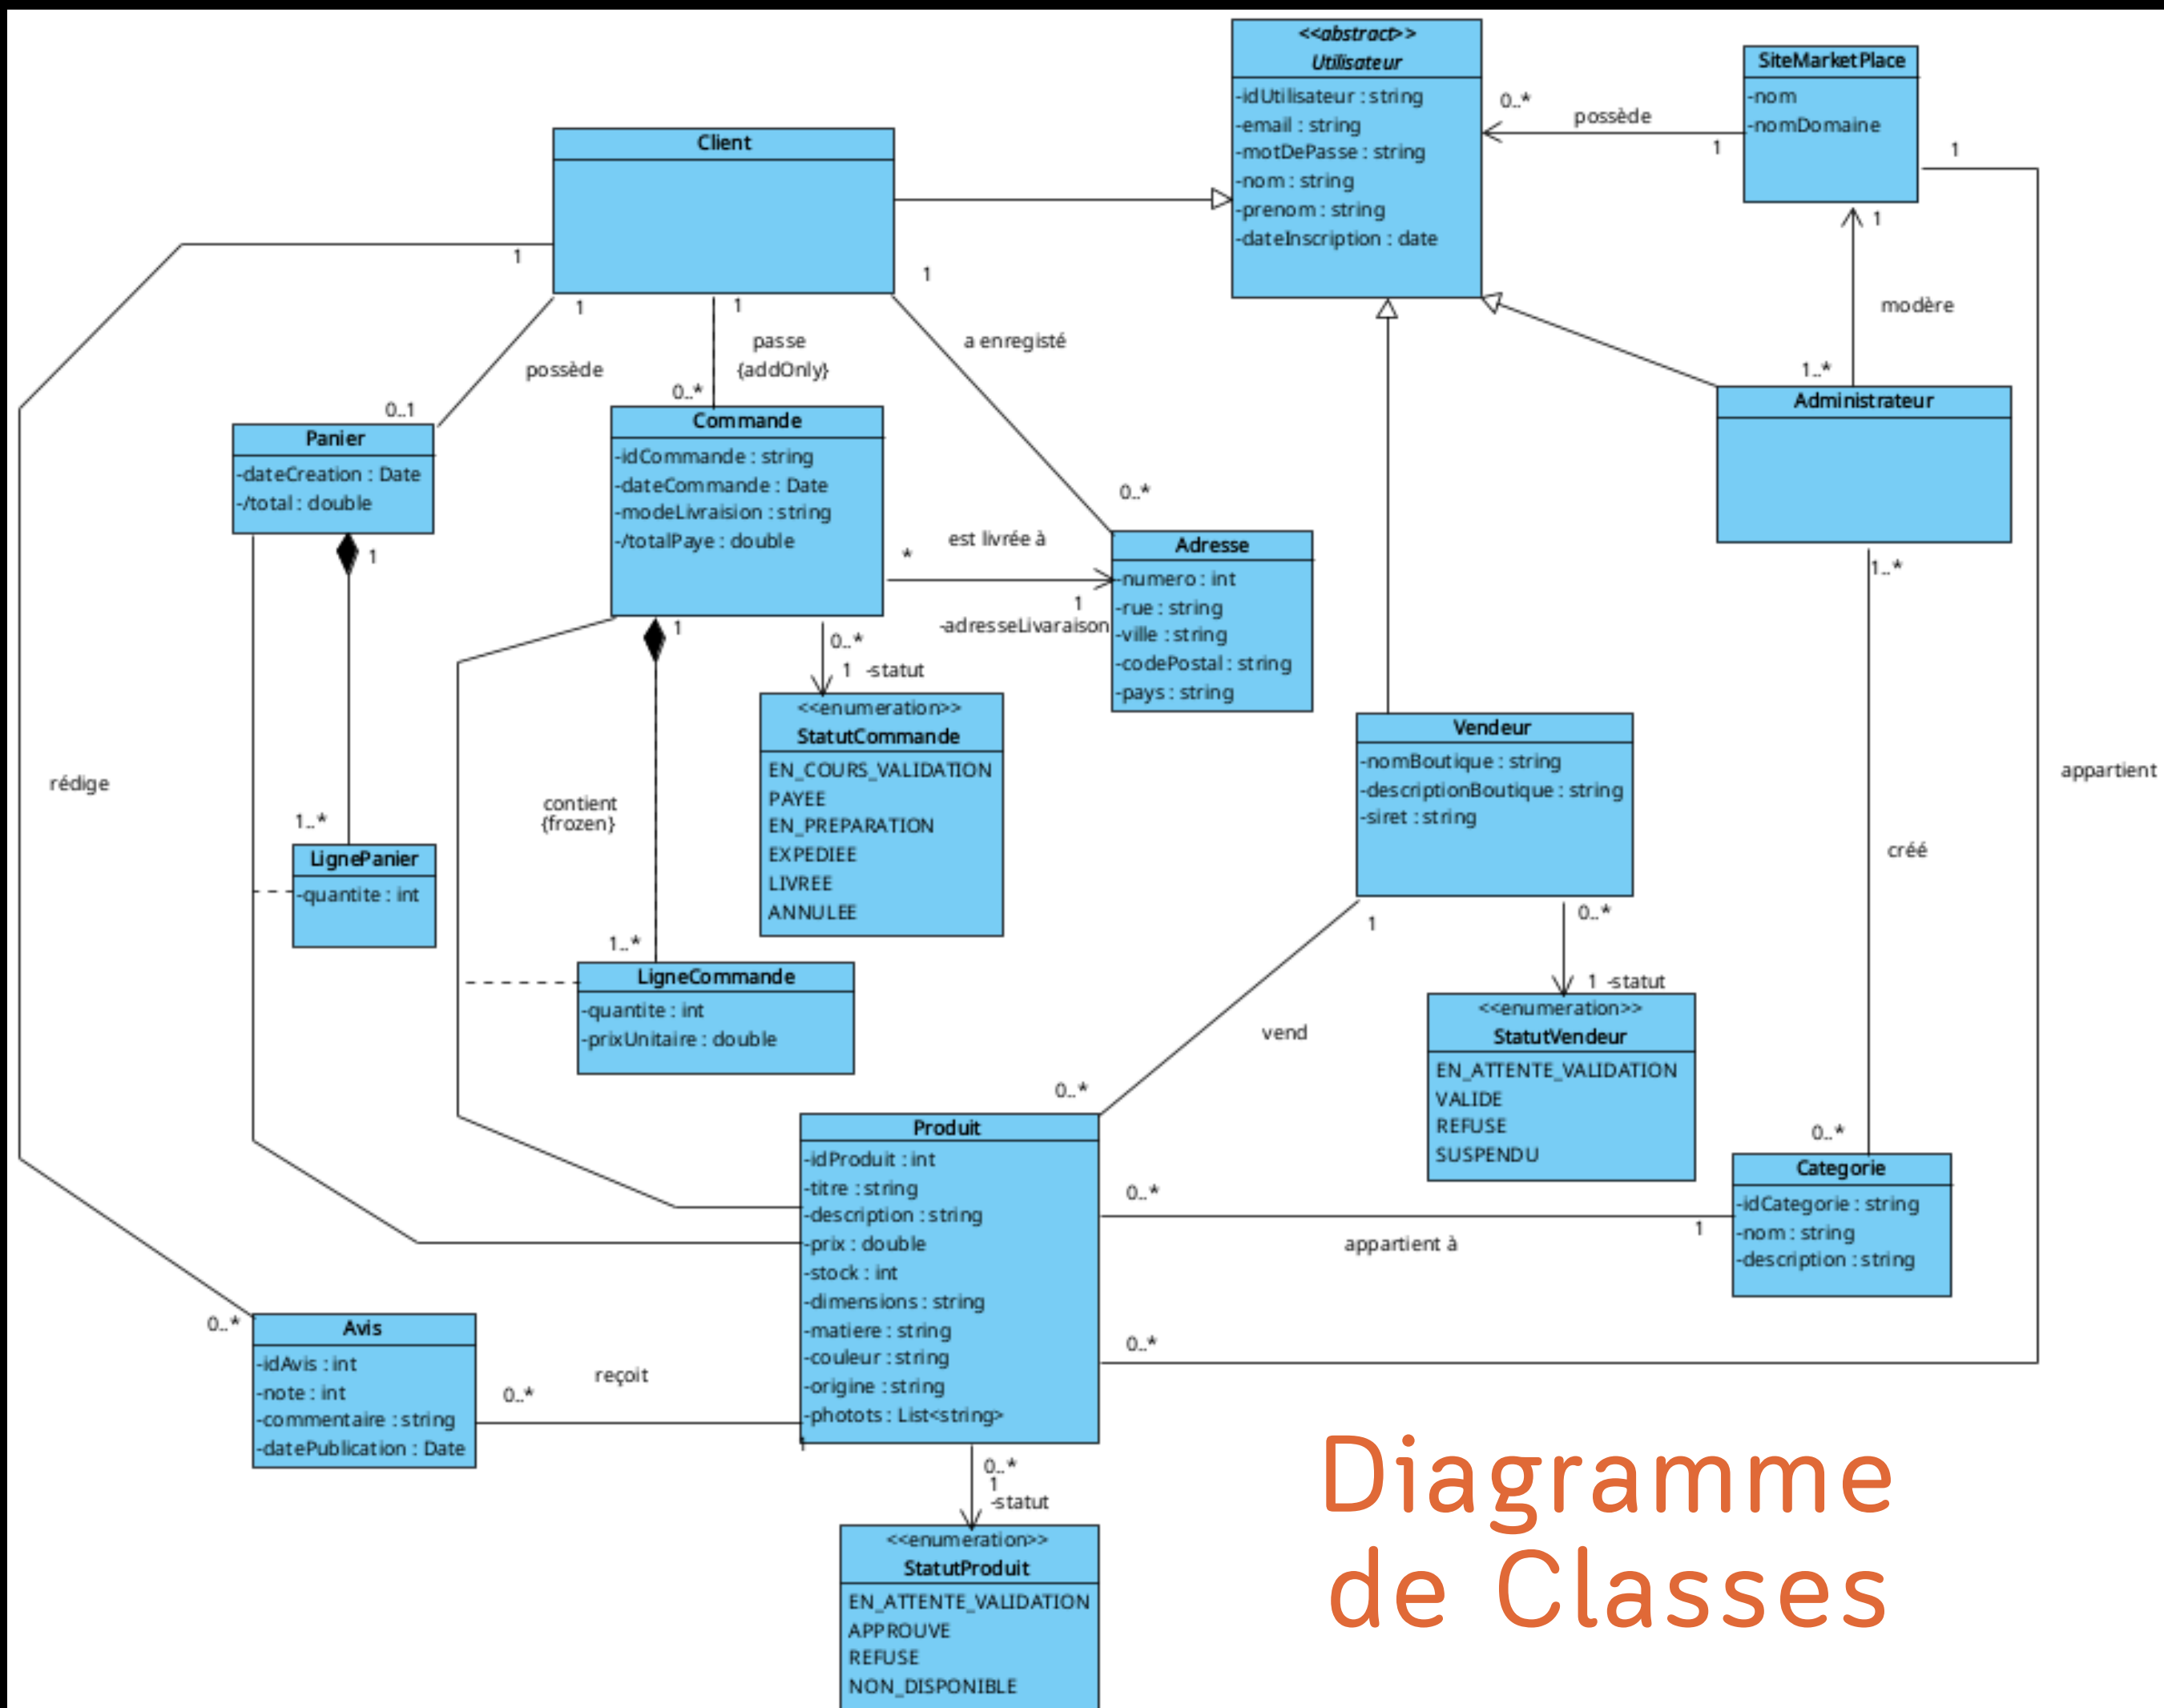 <<abstract>>
Utilisateur
-idUtilisateur : string
-email : string
-motDePasse : string
-nom : string
-prenom : string
-dateInscription : date
SiteMarketPlace
-nom
-nomDomaine
0..*
possède
1
1
Client
1
1
1
1
possède
passe
{addOnly}
a enregisté
0..1
0..*
0..*
1
modère
1..*
Administrateur
1..*
Panier
-dateCreation : Date
-/total : double
1
Commande
-idCommande : string
-dateCommande : Date
-modeLivraision : string
-/totalPaye : double
*
est livrée à
1
-adresseLivaraison
Adresse
-numero : int
-rue : string
-ville : string
-codePostal : string
-pays : string
1
0..*
1 -statut
<<enumeration>>
StatutCommande
EN_COURS_VALIDATION
PAYEE
EN_PREPARATION
EXPEDIEE
LIVREE
ANNULEE
Vendeur
-nomBoutique : string
-descriptionBoutique : string
-siret : string
appartient
rédige
contient
{frozen}
créé
1..*
LignePanier
-quantite : int
1..*
LigneCommande
-quantite : int
-prixUnitaire : double
1
vend
0..*
0..*
1 -statut
<<enumeration>>
StatutVendeur
EN_ATTENTE_VALIDATION
VALIDE
REFUSE
SUSPENDU
0..*
Categorie
-idCategorie : string
-nom : string
-description : string
Produit
-idProduit : int
-titre : string
-description : string
-prix : double
-stock : int
-dimensions : string
-matiere : string
-couleur : string
-origine : string
-photots : List<string>
0..*
appartient à
1
0..*
0..*
Avis
-idAvis : int
-note : int
-commentaire : string
-datePublication : Date
0..*
reçoit
1
0..*
1
-statut
<<enumeration>>
StatutProduit
EN_ATTENTE_VALIDATION
APPROUVE
REFUSE
NON_DISPONIBLE
Diagramme
de Classes